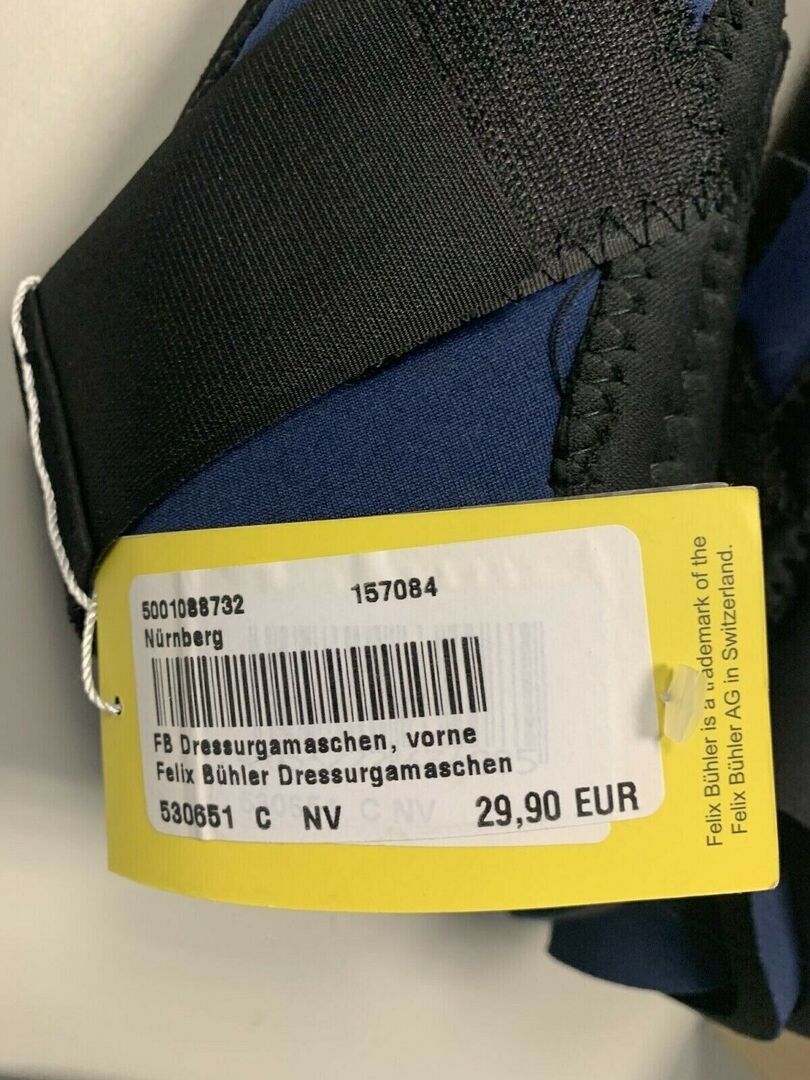 5001088732 157084
Nürnberg
FB Dressurgamaschen, vorne
Felix Bühler Dressurgamaschen
530651 C NV 29,90 EUR
Felix Bühler is a trademark of the
Felix Bühler AG in Switzerland.